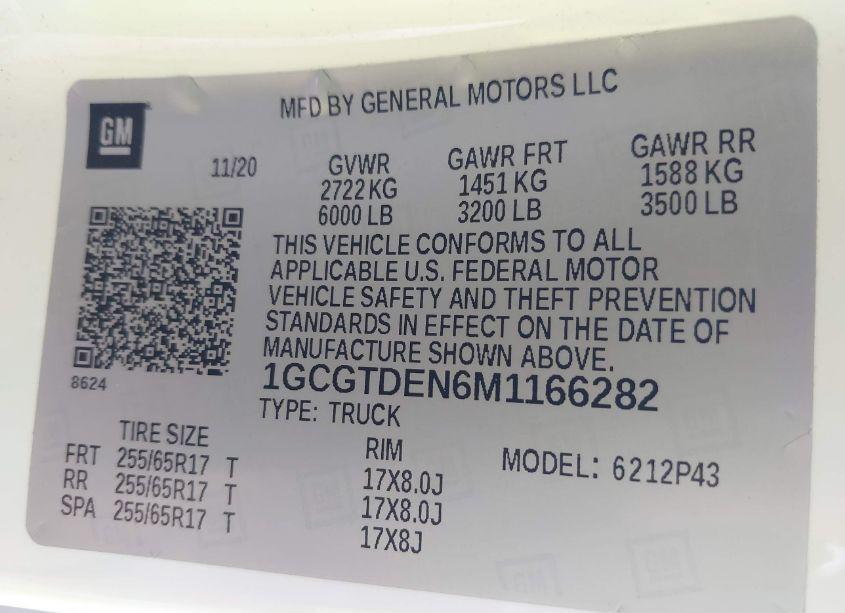 MFD BY GENERAL MOTORS LLC
GM
11/20
GVWR GAWR FRT GAWR RR
2722 KG 1451 KG 1588 KG
6000 LB 3200 LB 3500 LB
THIS VEHICLE CONFORMS TO ALL
APPLICABLE U.S. FEDERAL MOTOR
VEHICLE SAFETY AND THEFT PREVENTION
STANDARDS IN EFFECT ON THE DATE OF
MANUFACTURE SHOWN ABOVE.
8624
1GCGTDEN6M1166282
TYPE: TRUCK
TIRE SIZE RIM MODEL: 6212P43
FRT 255/65R17 T 17X8.0J
RR 255/65R17 T 17X8.0J
SPA 255/65R17 T 17X8J